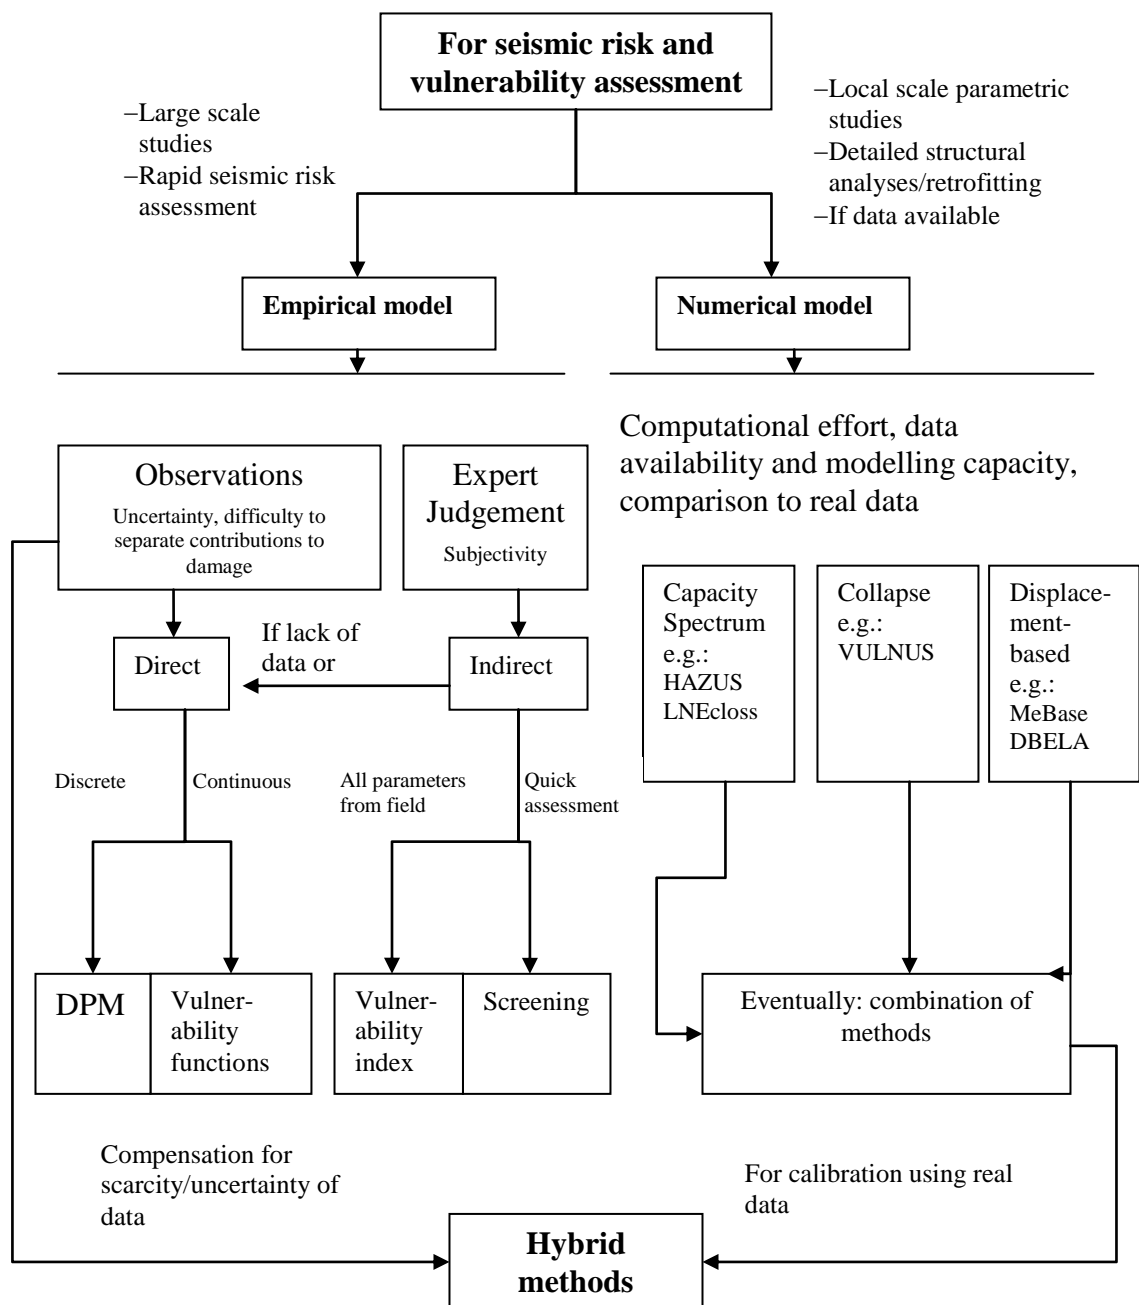 For seismic risk and
vulnerability assessment
–Large scale
studies
–Rapid seismic risk
assessment
–Local scale parametric
studies
–Detailed structural
analyses/retrofitting
–If data available
Empirical model
Numerical model
Computational effort, data
availability and modelling capacity,
comparison to real data
Observations
Uncertainty, difficulty to
separate contributions to
damage
Expert
Judgement
Subjectivity
Capacity
Spectrum
e.g.:
HAZUS
LNEcloss
Collapse
e.g.:
VULNUS
Displace-
ment-
based
e.g.:
MeBase
DBELA
Direct
If lack of
data or
Indirect
Discrete
Continuous
All parameters
from field
Quick
assessment
DPM
Vulner-
ability
functions
Vulner-
ability
index
Screening
Eventually: combination of
methods
Compensation for
scarcity/uncertainty of
data
For calibration using real
data
Hybrid
methods